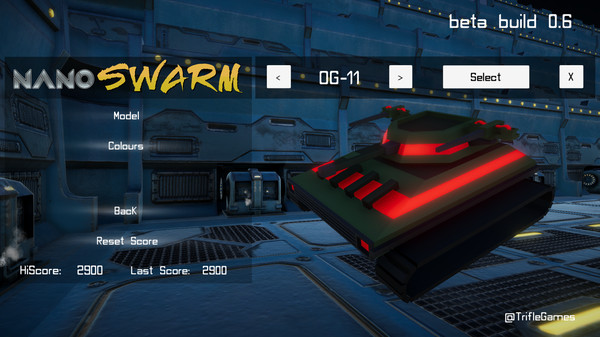 beta build 0.6
NANO SWARM
< OG-11 > Select X
Model
Colours
Back
Reset Score
HiScore: 2900 Last Score: 2900
@TrifleGames